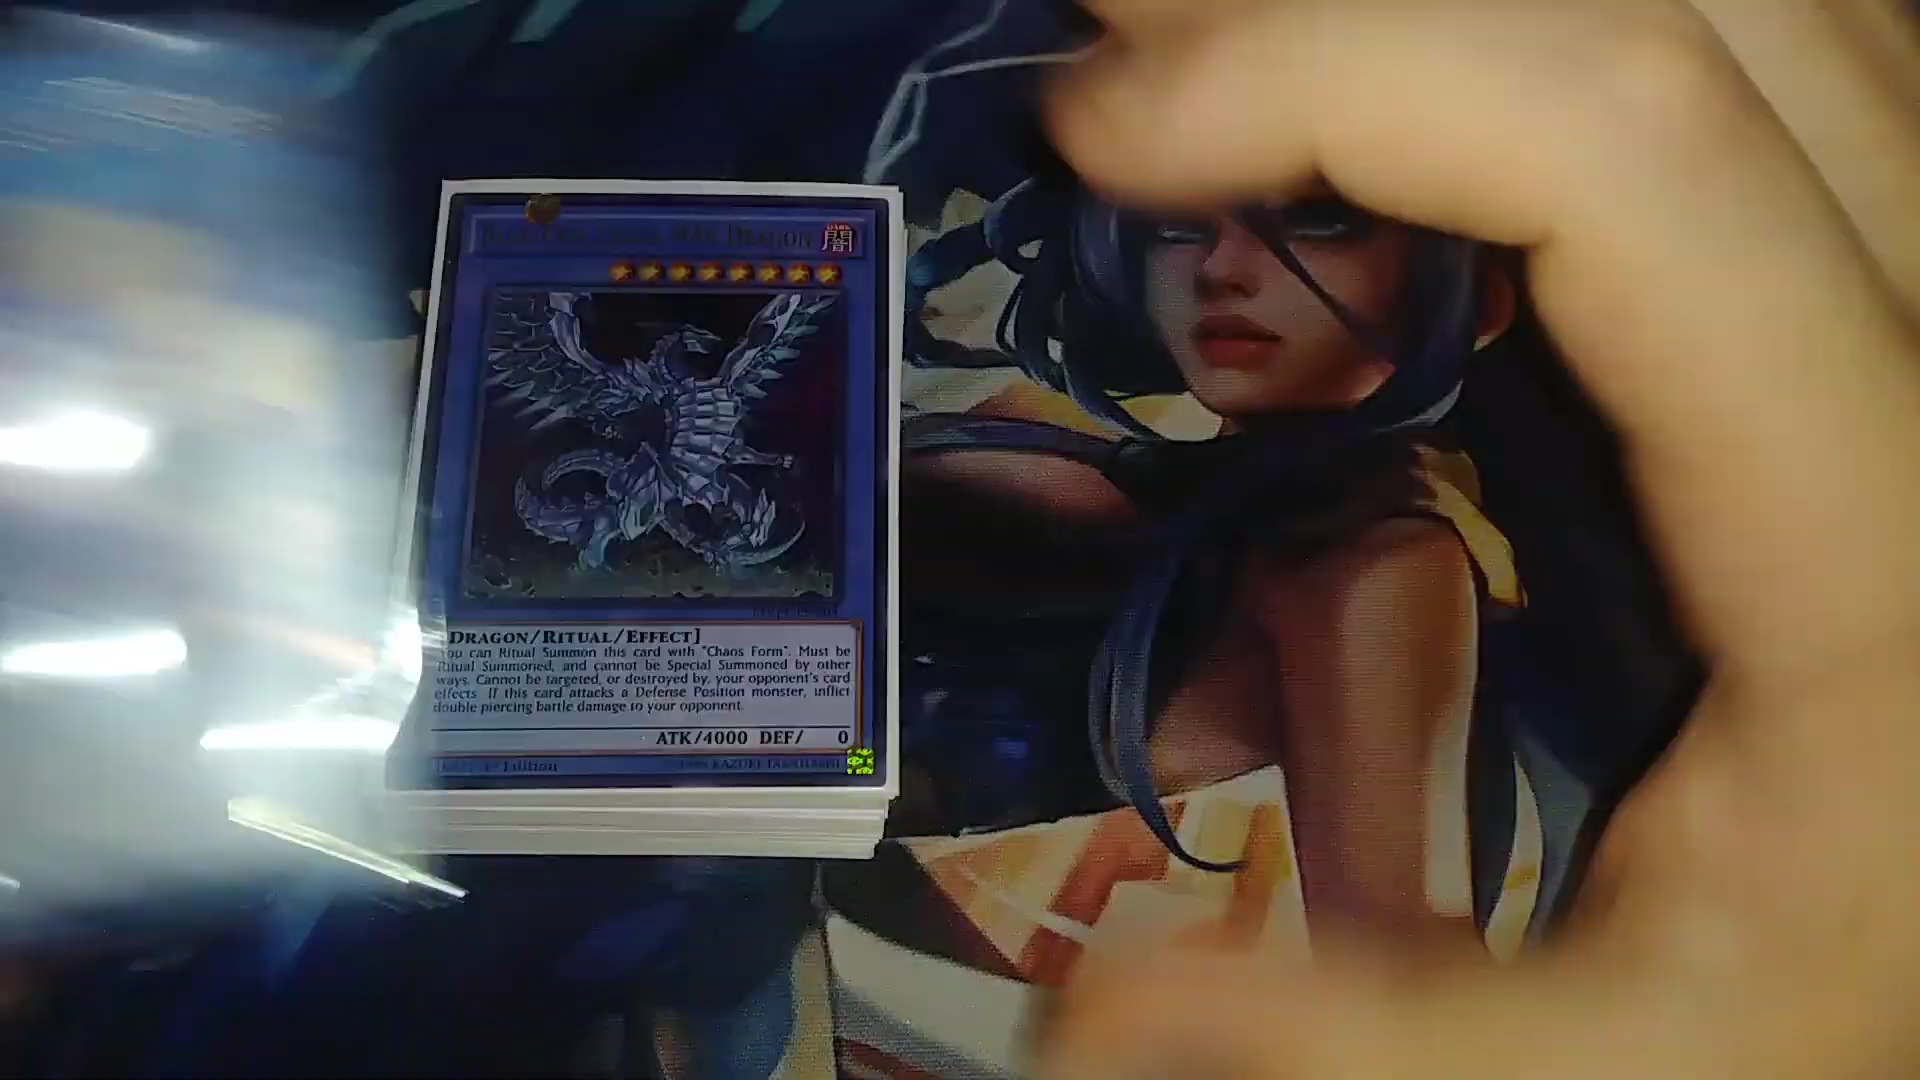 Max Dragon
闇
[Dragon/Ritual/Effect]
You can Ritual Summon this card with "Chaos Form". Must be
Ritual Summoned, and cannot be Special Summoned by other
ways. Cannot be targeted, or destroyed by, your opponent's card
effects. If this card attacks a Defense Position monster, inflict
double piercing battle damage to your opponent.
ATK/4000 DEF/ 0
Edition
KAZUKI TAKAHASHI